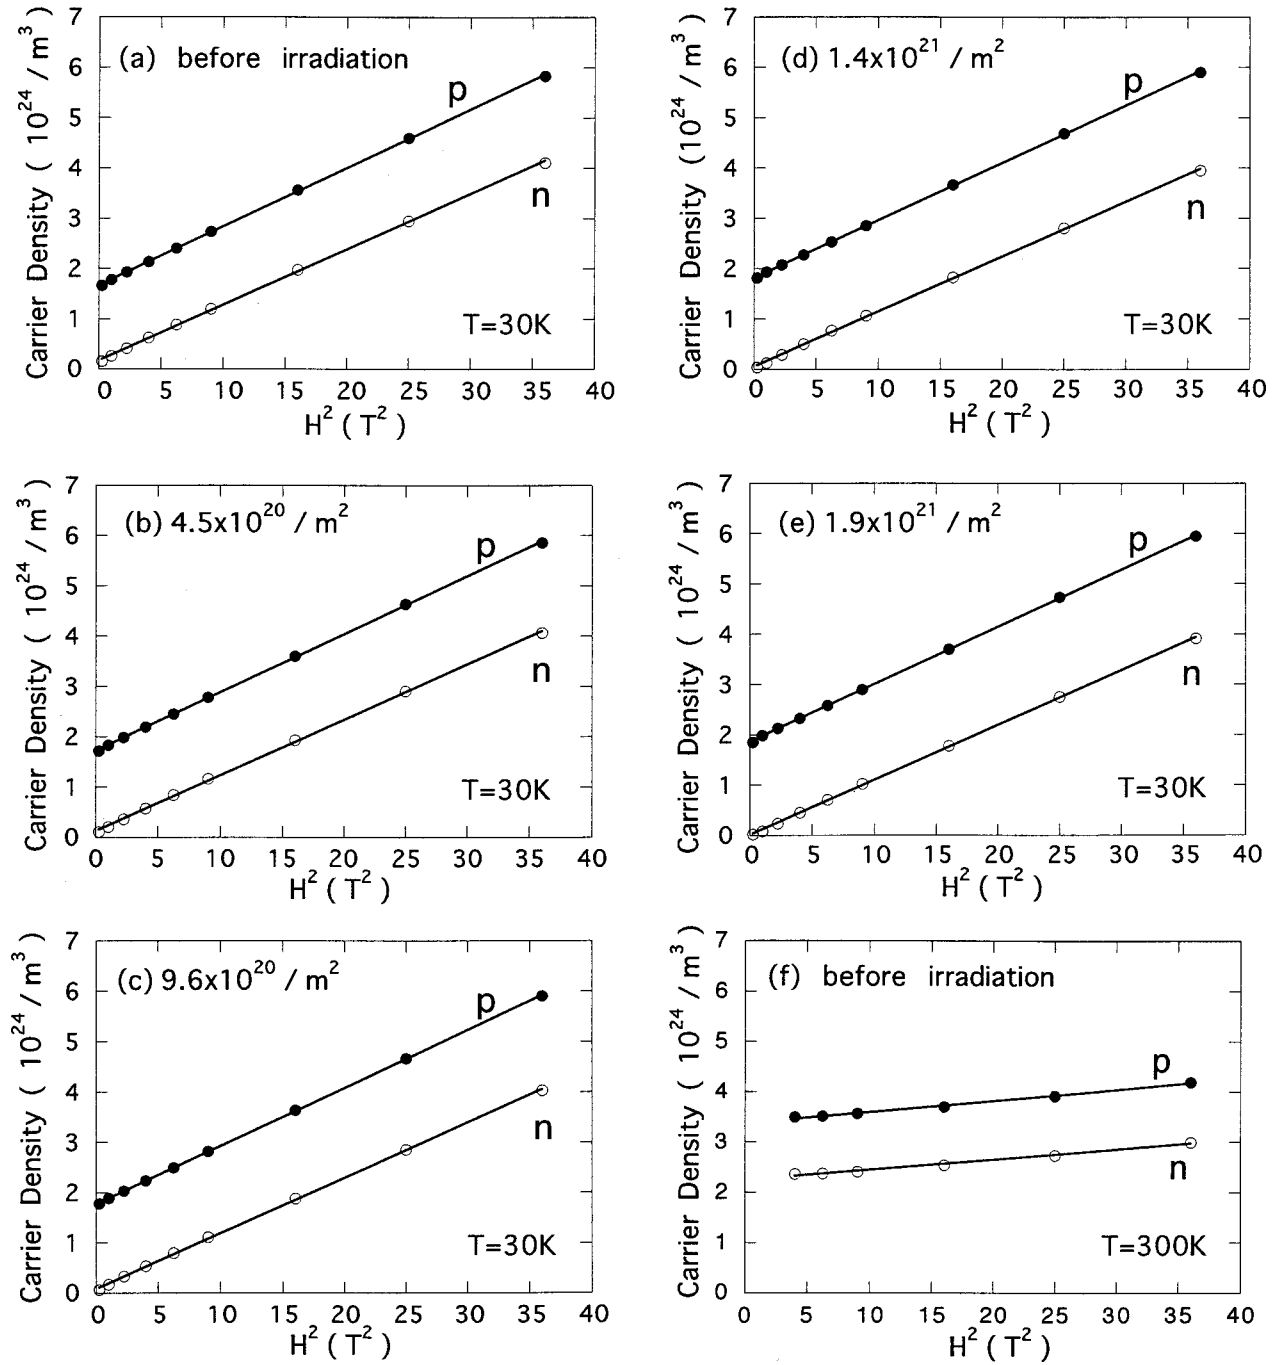 (a) before irradiation
p
n
T=30K
Carrier Density ( 10^24 / m^3 )
7
6
5
4
3
2
1
0
0 5 10 15 20 25 30 35 40
H^2 ( T^2 )
(d) 1.4x10^21 / m^2
p
n
T=30K
Carrier Density (10^24 / m^3 )
7
6
5
4
3
2
1
0
0 5 10 15 20 25 30 35 40
H^2 ( T^2 )
(b) 4.5x10^20 / m^2
p
n
T=30K
Carrier Density ( 10^24 / m^3 )
7
6
5
4
3
2
1
0
0 5 10 15 20 25 30 35 40
H^2 ( T^2 )
(e) 1.9x10^21 / m^2
p
n
T=30K
Carrier Density ( 10^24 / m^3 )
7
6
5
4
3
2
1
0
0 5 10 15 20 25 30 35 40
H^2 ( T^2 )
(c) 9.6x10^20 / m^2
p
n
T=30K
Carrier Density ( 10^24 / m^3 )
7
6
5
4
3
2
1
0
0 5 10 15 20 25 30 35 40
H^2 ( T^2 )
(f) before irradiation
p
n
T=300K
Carrier Density ( 10^24 / m^3 )
7
6
5
4
3
2
1
0
0 5 10 15 20 25 30 35 40
H^2 ( T^2 )